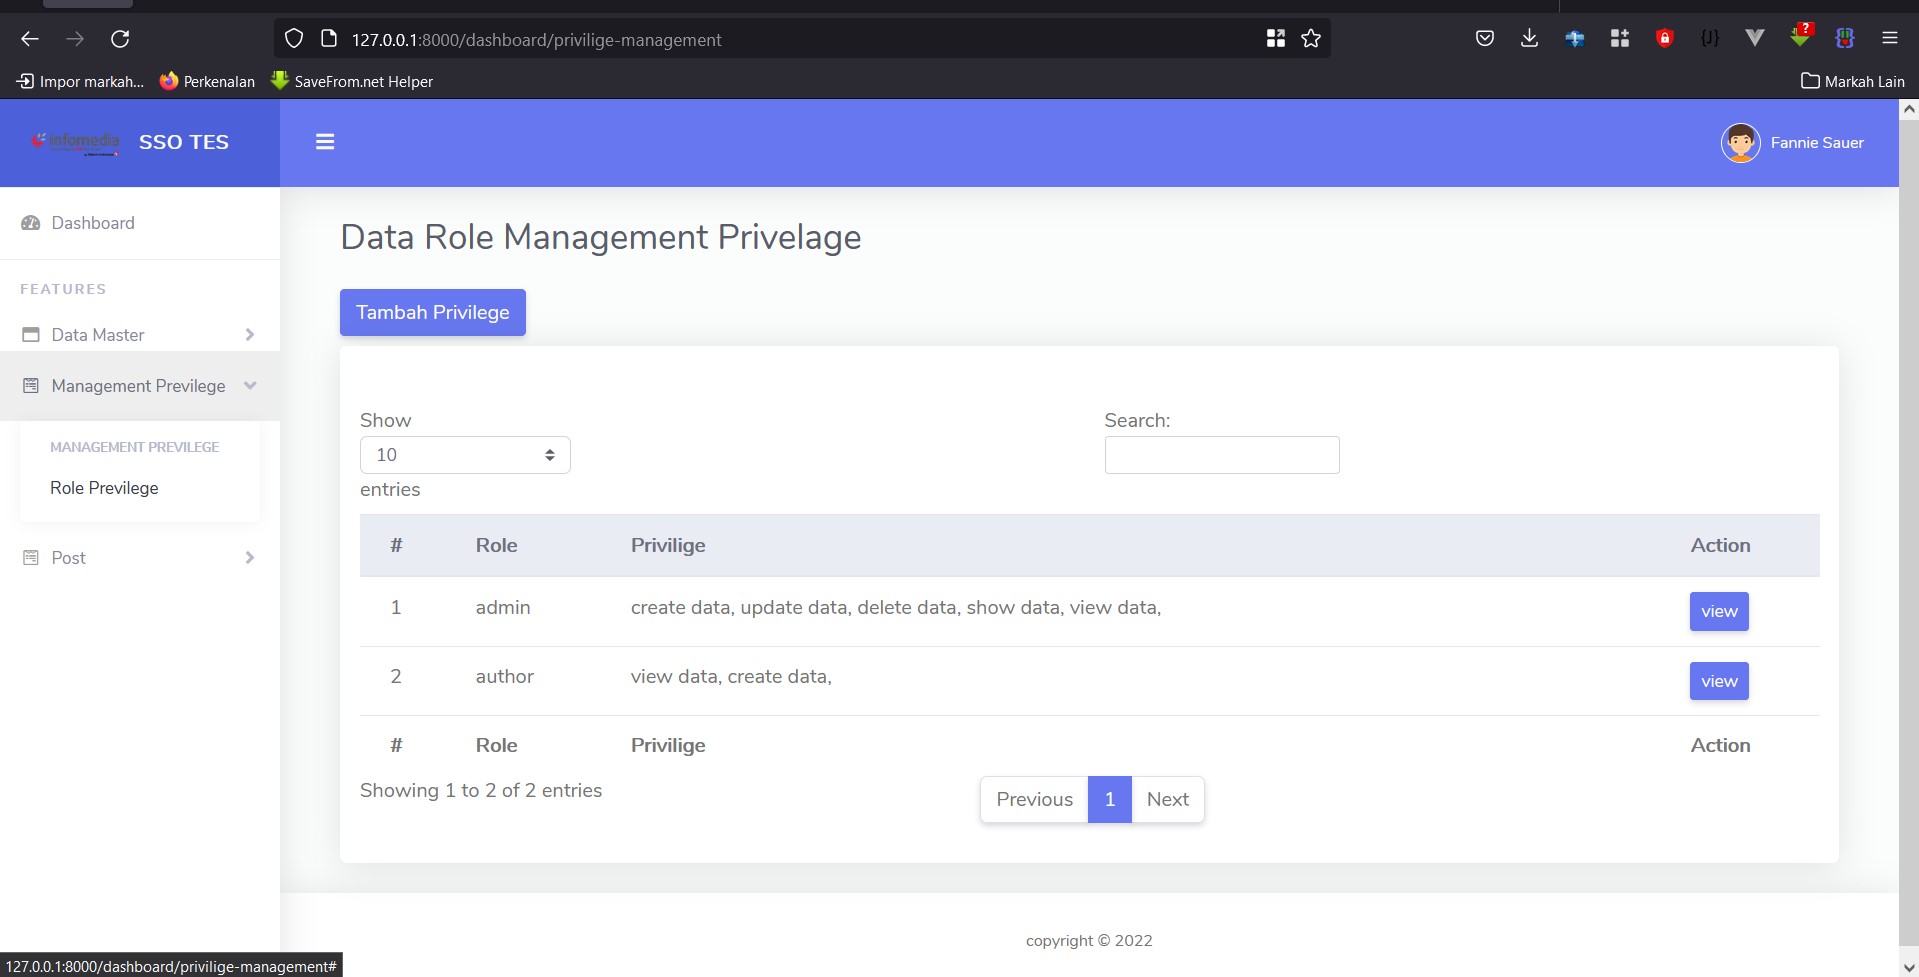 127.0.0.1:8000/dashboard/privilige-management
Impor markah...
Perkenalan
SaveFrom.net Helper
Markah Lain
infomedia
SSO TES
Fannie Sauer
Dashboard
FEATURES
Data Master
Management Previlege
MANAGEMENT PREVILEGE
Role Previlege
Post
Data Role Management Privelage
Tambah Privilege
Show
10
entries
Search:
# Role Privilige Action
1 admin create data, update data, delete data, show data, view data, view
2 author view data, create data, view
# Role Privilige Action
Showing 1 to 2 of 2 entries
Previous 1 Next
copyright © 2022
127.0.0.1:8000/dashboard/privilige-management#